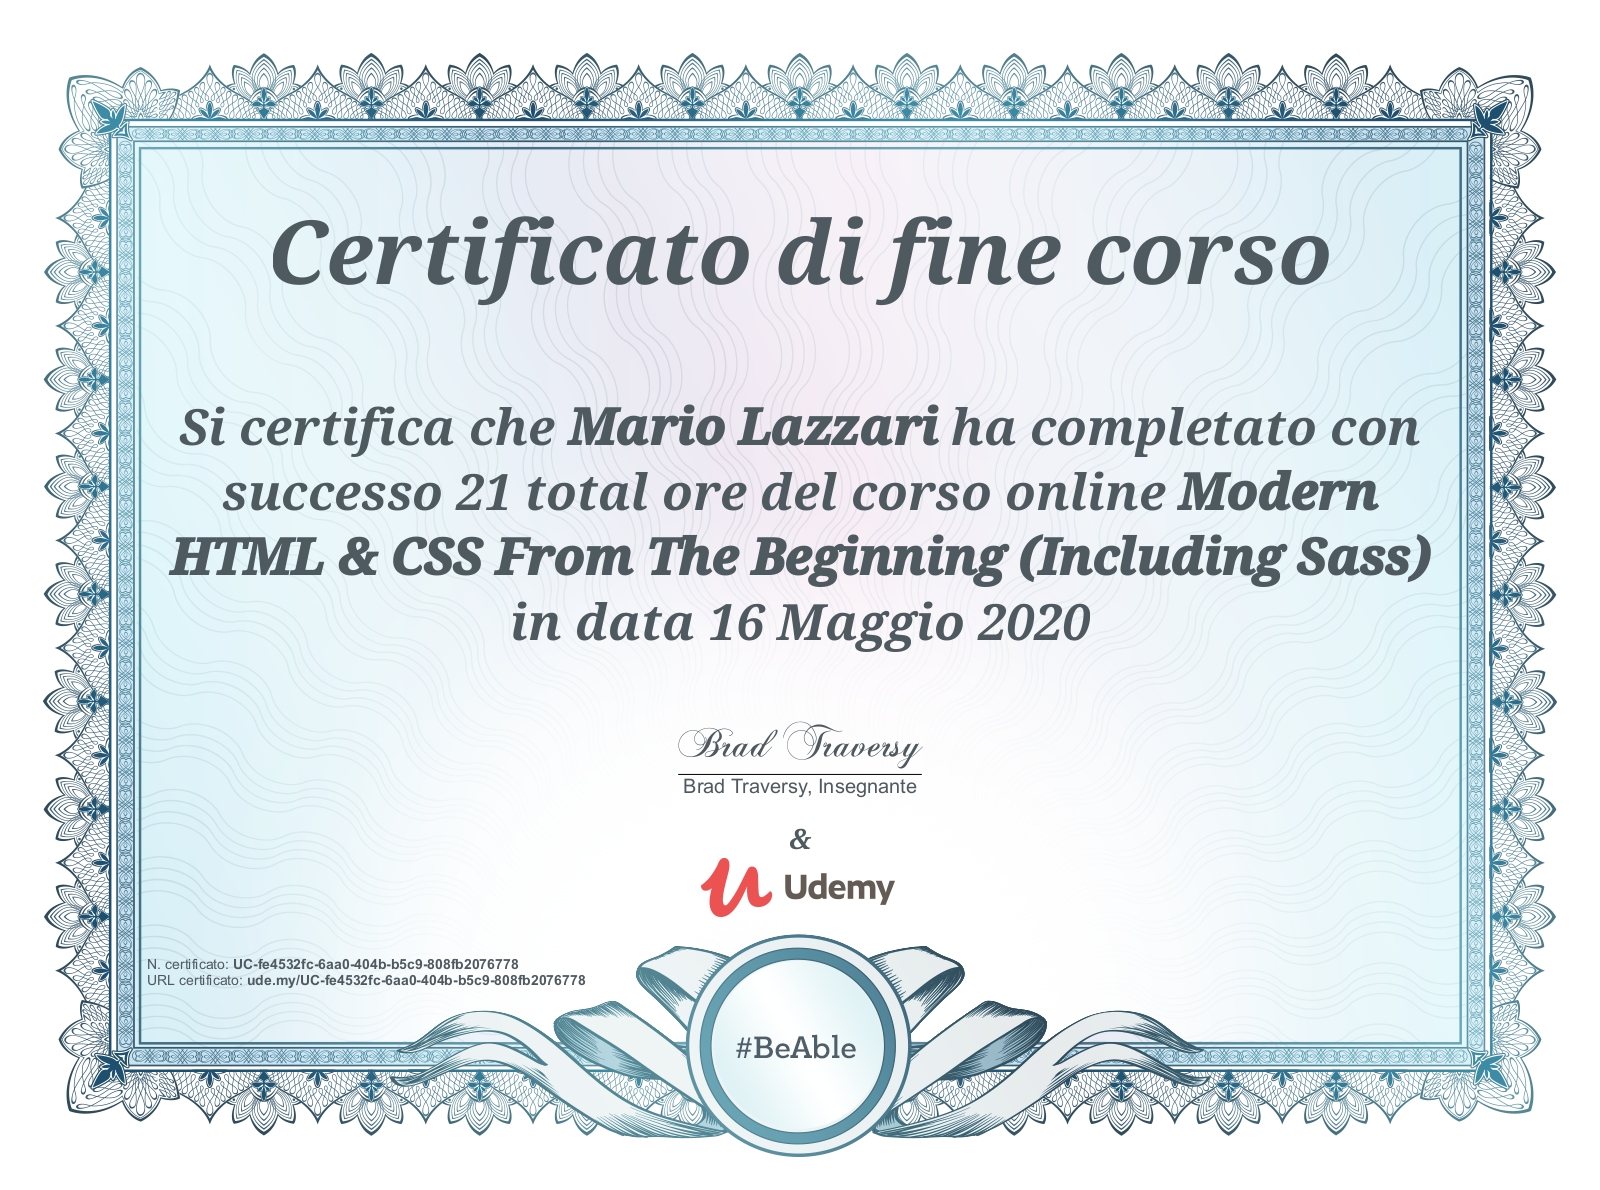 Certificato di fine corso
Si certifica che Mario Lazzari ha completato con
successo 21 total ore del corso online Modern
HTML & CSS From The Beginning (Including Sass)
in data 16 Maggio 2020
Brad Traversy
Brad Traversy, Insegnante
&
Udemy
N. certificato: UC-fe4532fc-6aa0-404b-b5c9-808fb2076778
URL certificato: ude.my/UC-fe4532fc-6aa0-404b-b5c9-808fb2076778
#BeAble